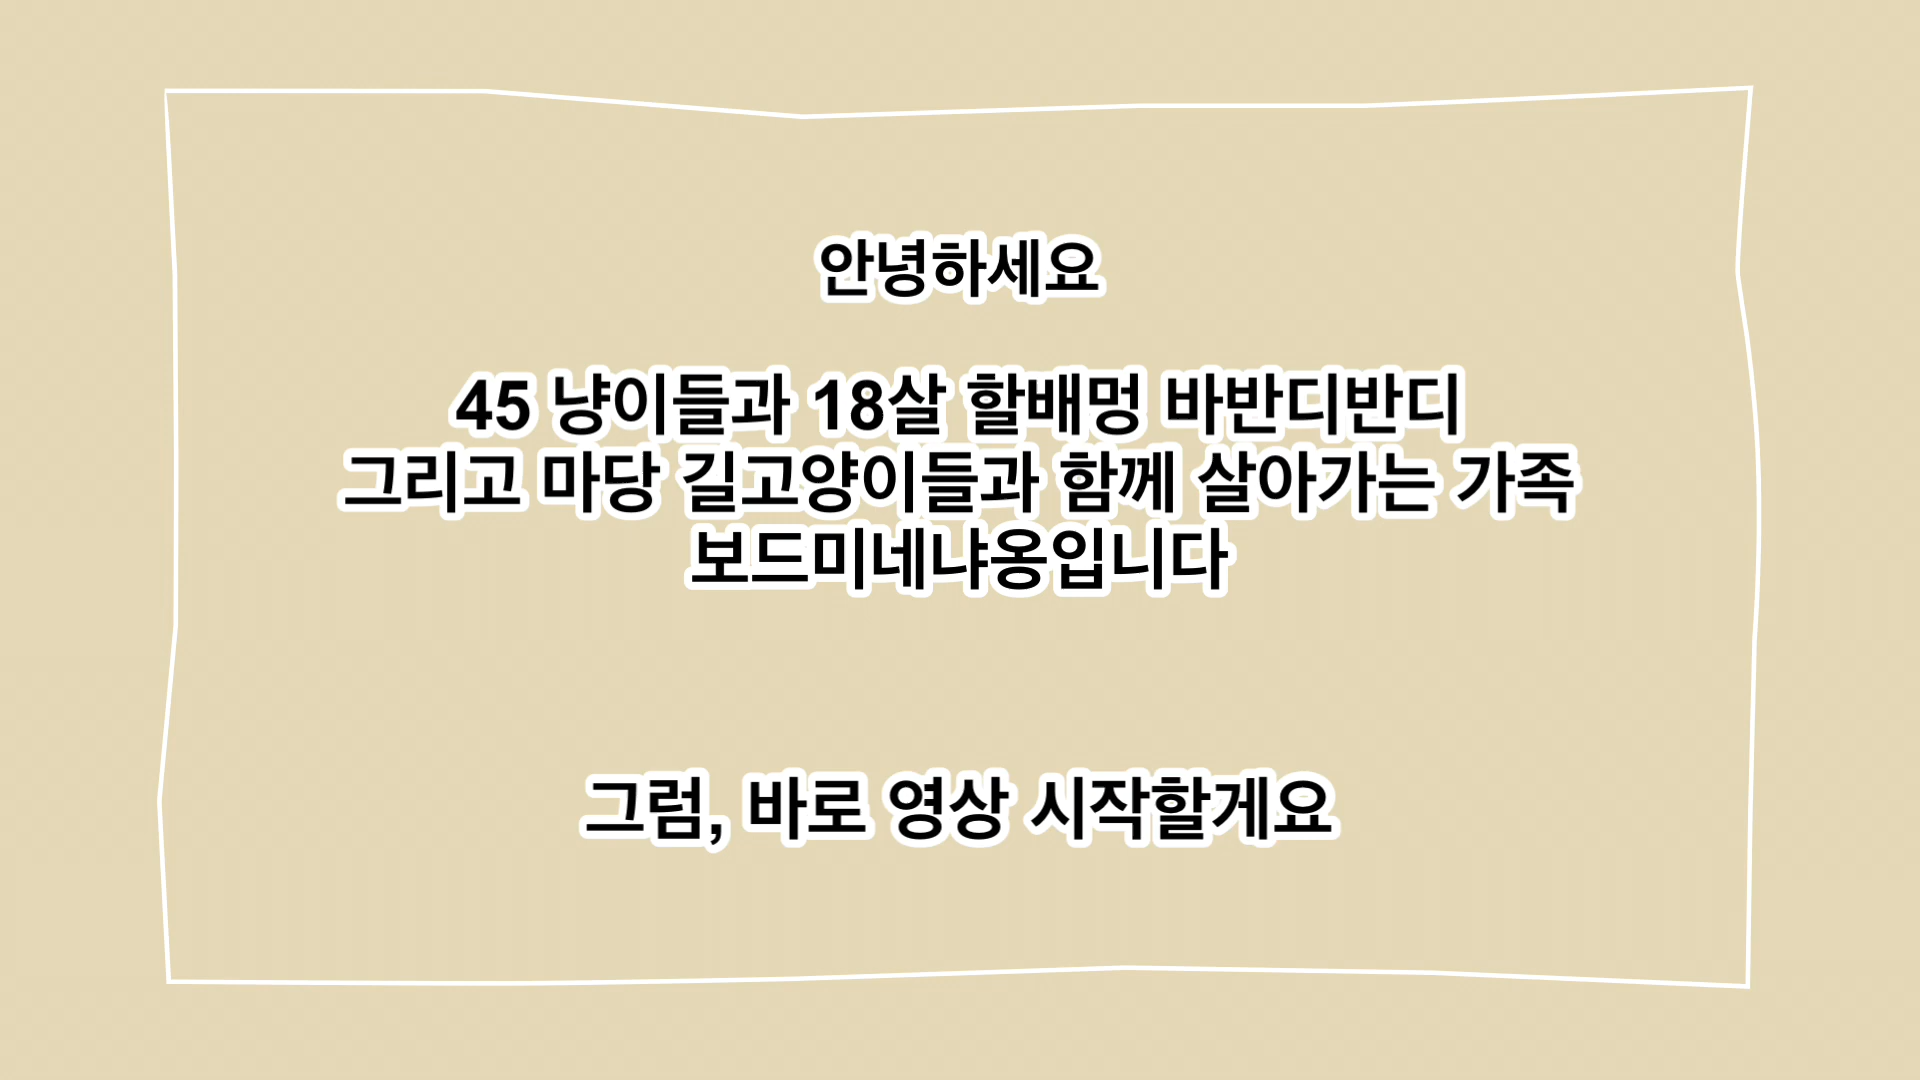 안녕하세요
45 냥이들과 18살 할배멍 바반디반디
그리고 마당 길고양이들과 함께 살아가는 가족
보드미네냐옹입니다
그럼, 바로 영상 시작할게요